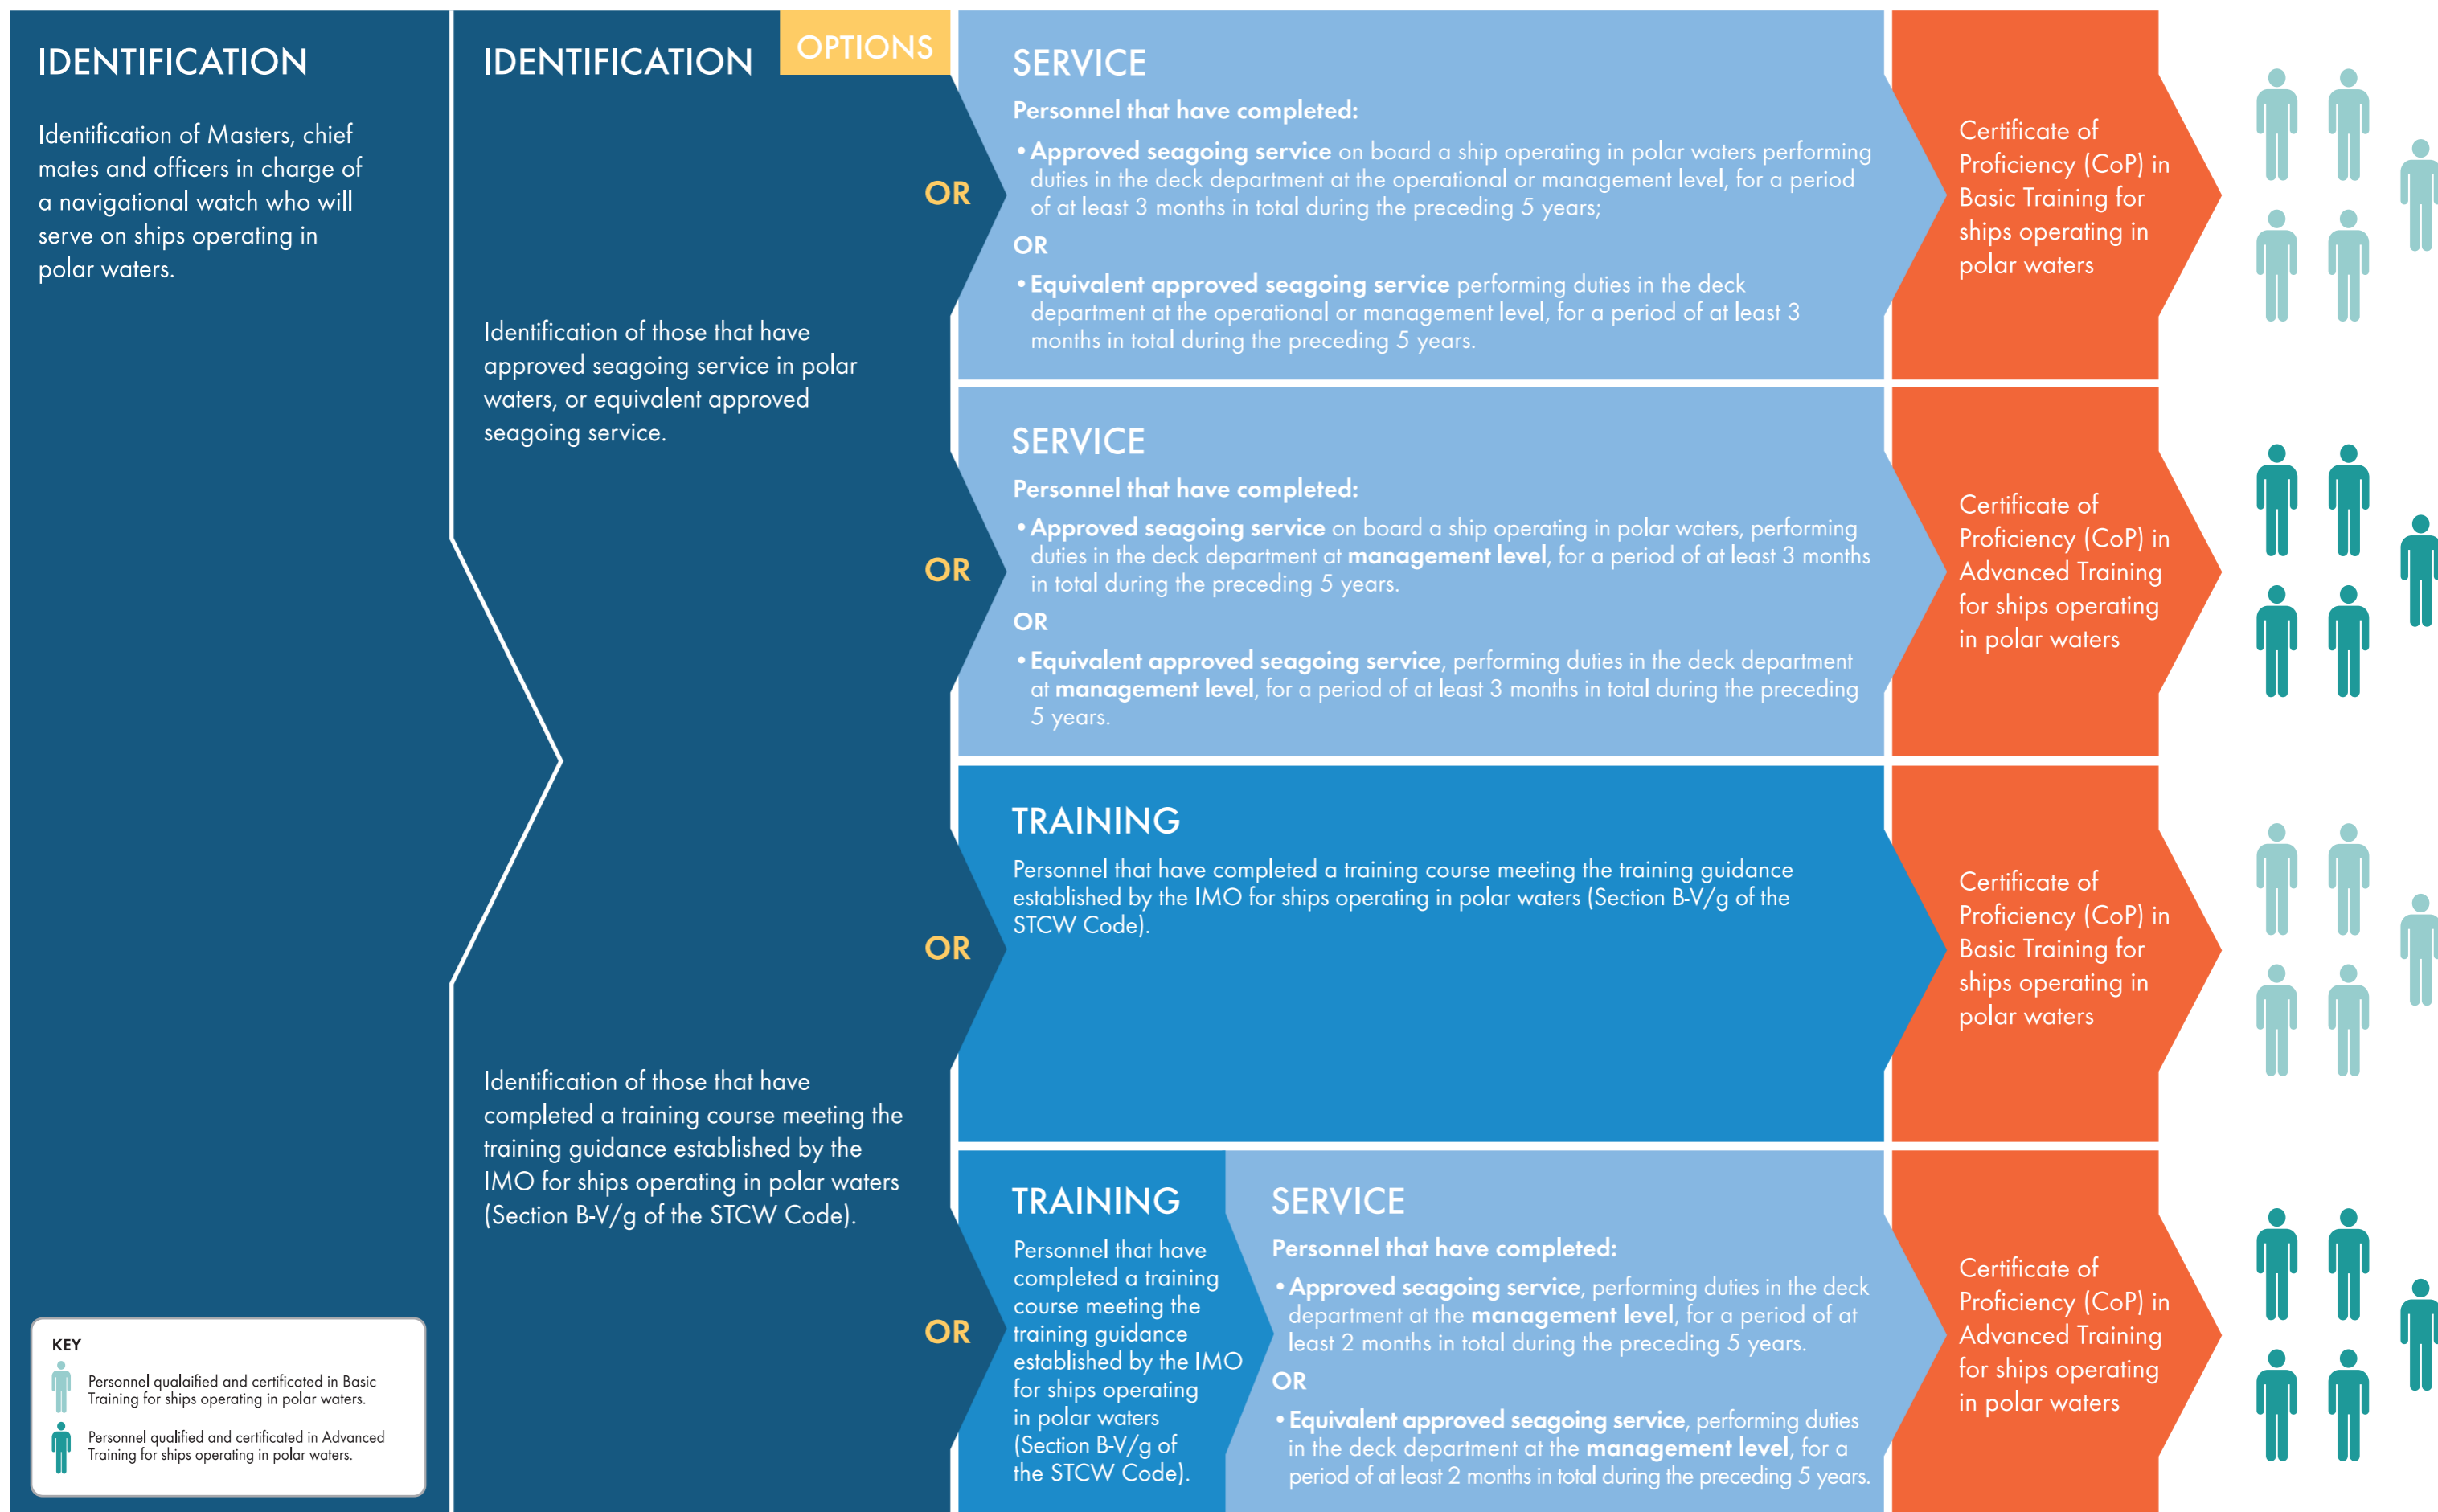 IDENTIFICATION
Identification of Masters, chief
mates and officers in charge of
a navigational watch who will
serve on ships operating in
polar waters.
KEY
Personnel qualaified and certificated in Basic
Training for ships operating in polar waters.
Personnel qualified and certificated in Advanced
Training for ships operating in polar waters.
IDENTIFICATION
OPTIONS
Identification of those that have
approved seagoing service in polar
waters, or equivalent approved
seagoing service.
Identification of those that have
completed a training course meeting the
training guidance established by the
IMO for ships operating in polar waters
(Section B-V/g of the STCW Code).
OR
SERVICE
Personnel that have completed:
• Approved seagoing service on board a ship operating in polar waters performing
duties in the deck department at the operational or management level, for a period
of at least 3 months in total during the preceding 5 years;
OR
• Equivalent approved seagoing service performing duties in the deck
department at the operational or management level, for a period of at least 3
months in total during the preceding 5 years.
Certificate of
Proficiency (CoP) in
Basic Training for
ships operating in
polar waters
OR
SERVICE
Personnel that have completed:
• Approved seagoing service on board a ship operating in polar waters, performing
duties in the deck department at management level, for a period of at least 3 months
in total during the preceding 5 years.
OR
• Equivalent approved seagoing service, performing duties in the deck department
at management level, for a period of at least 3 months in total during the preceding
5 years.
Certificate of
Proficiency (CoP) in
Advanced Training
for ships operating
in polar waters
OR
TRAINING
Personnel that have completed a training course meeting the training guidance
established by the IMO for ships operating in polar waters (Section B-V/g of the
STCW Code).
Certificate of
Proficiency (CoP) in
Basic Training for
ships operating in
polar waters
OR
TRAINING
Personnel that have
completed a training
course meeting the
training guidance
established by the IMO
for ships operating
in polar waters
(Section B-V/g of
the STCW Code).
SERVICE
Personnel that have completed:
• Approved seagoing service, performing duties in the deck
department at the management level, for a period of at
least 2 months in total during the preceding 5 years.
OR
• Equivalent approved seagoing service, performing duties
in the deck department at the management level, for a
period of at least 2 months in total during the preceding 5 years.
Certificate of
Proficiency (CoP) in
Advanced Training
for ships operating
in polar waters